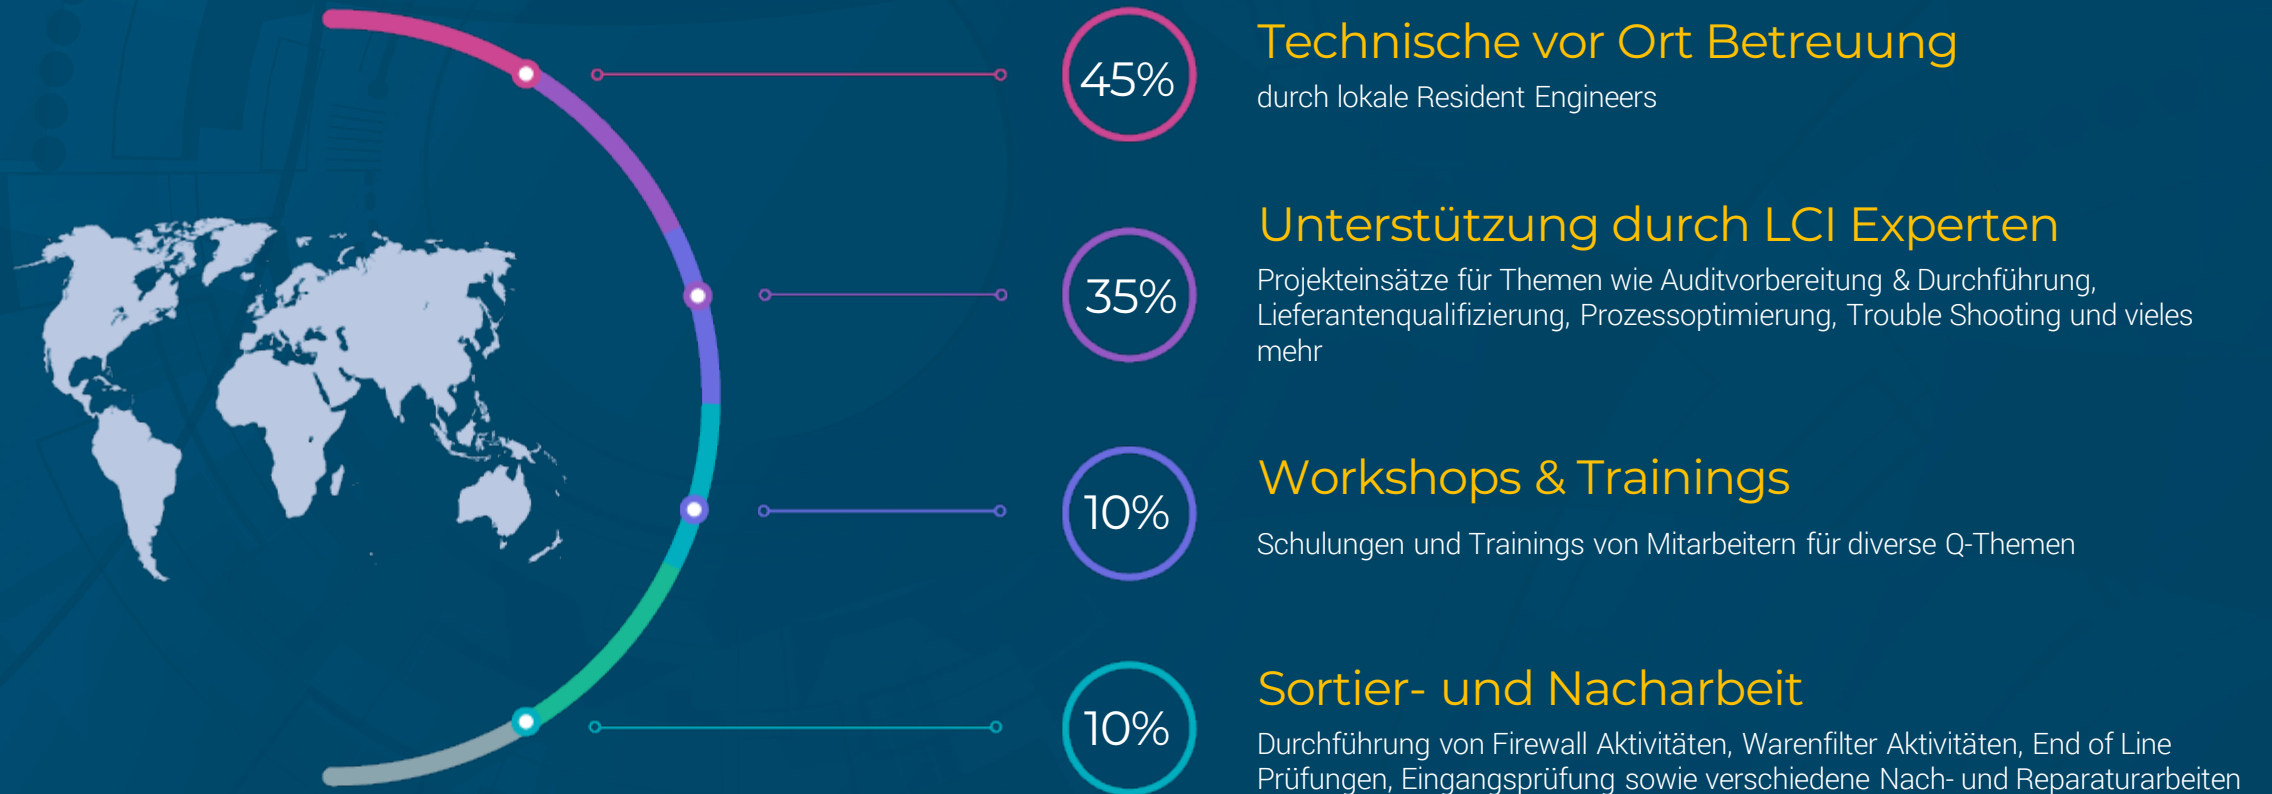 45%
Technische vor Ort Betreuung
durch lokale Resident Engineers
35%
Unterstützung durch LCI Experten
Projekteinsätze für Themen wie Auditvorbereitung & Durchführung,
Lieferantenqualifizierung, Prozessoptimierung, Trouble Shooting und vieles
mehr
10%
Workshops & Trainings
Schulungen und Trainings von Mitarbeitern für diverse Q-Themen
10%
Sortier- und Nacharbeit
Durchführung von Firewall Aktivitäten, Warenfilter Aktivitäten, End of Line
Prüfungen, Eingangsprüfung sowie verschiedene Nach- und Reparaturarbeiten